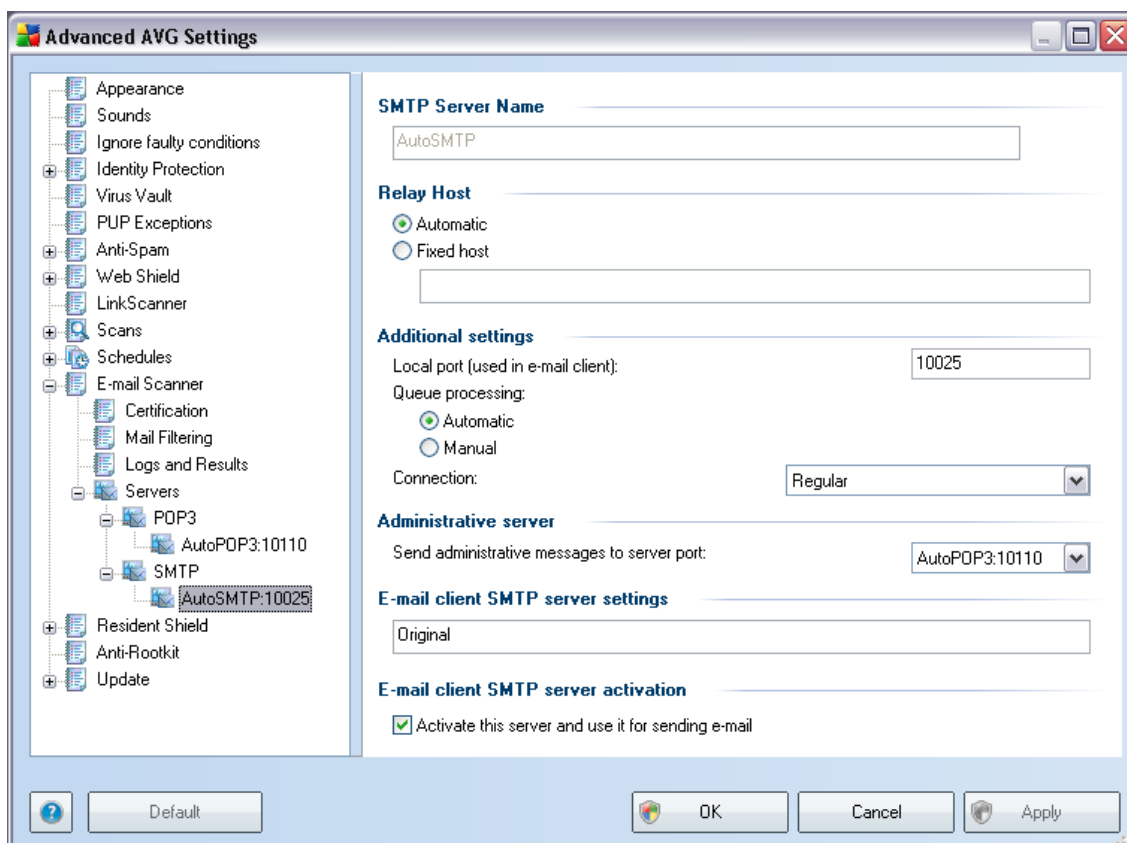 Advanced AVG Settings
Appearance
Sounds
Ignore faulty conditions
Identity Protection
Virus Vault
PUP Exceptions
Anti-Spam
Web Shield
LinkScanner
Scans
Schedules
E-mail Scanner
Certification
Mail Filtering
Logs and Results
Servers
POP3
AutoPOP3:10110
SMTP
AutoSMTP:10025
Resident Shield
Anti-Rootkit
Update
SMTP Server Name
AutoSMTP
Relay Host
Automatic
Fixed host
Additional settings
Local port (used in e-mail client): 10025
Queue processing:
Automatic
Manual
Connection: Regular
Administrative server
Send administrative messages to server port: AutoPOP3:10110
E-mail client SMTP server settings
Original
E-mail client SMTP server activation
Activate this server and use it for sending e-mail
? Default OK Cancel Apply